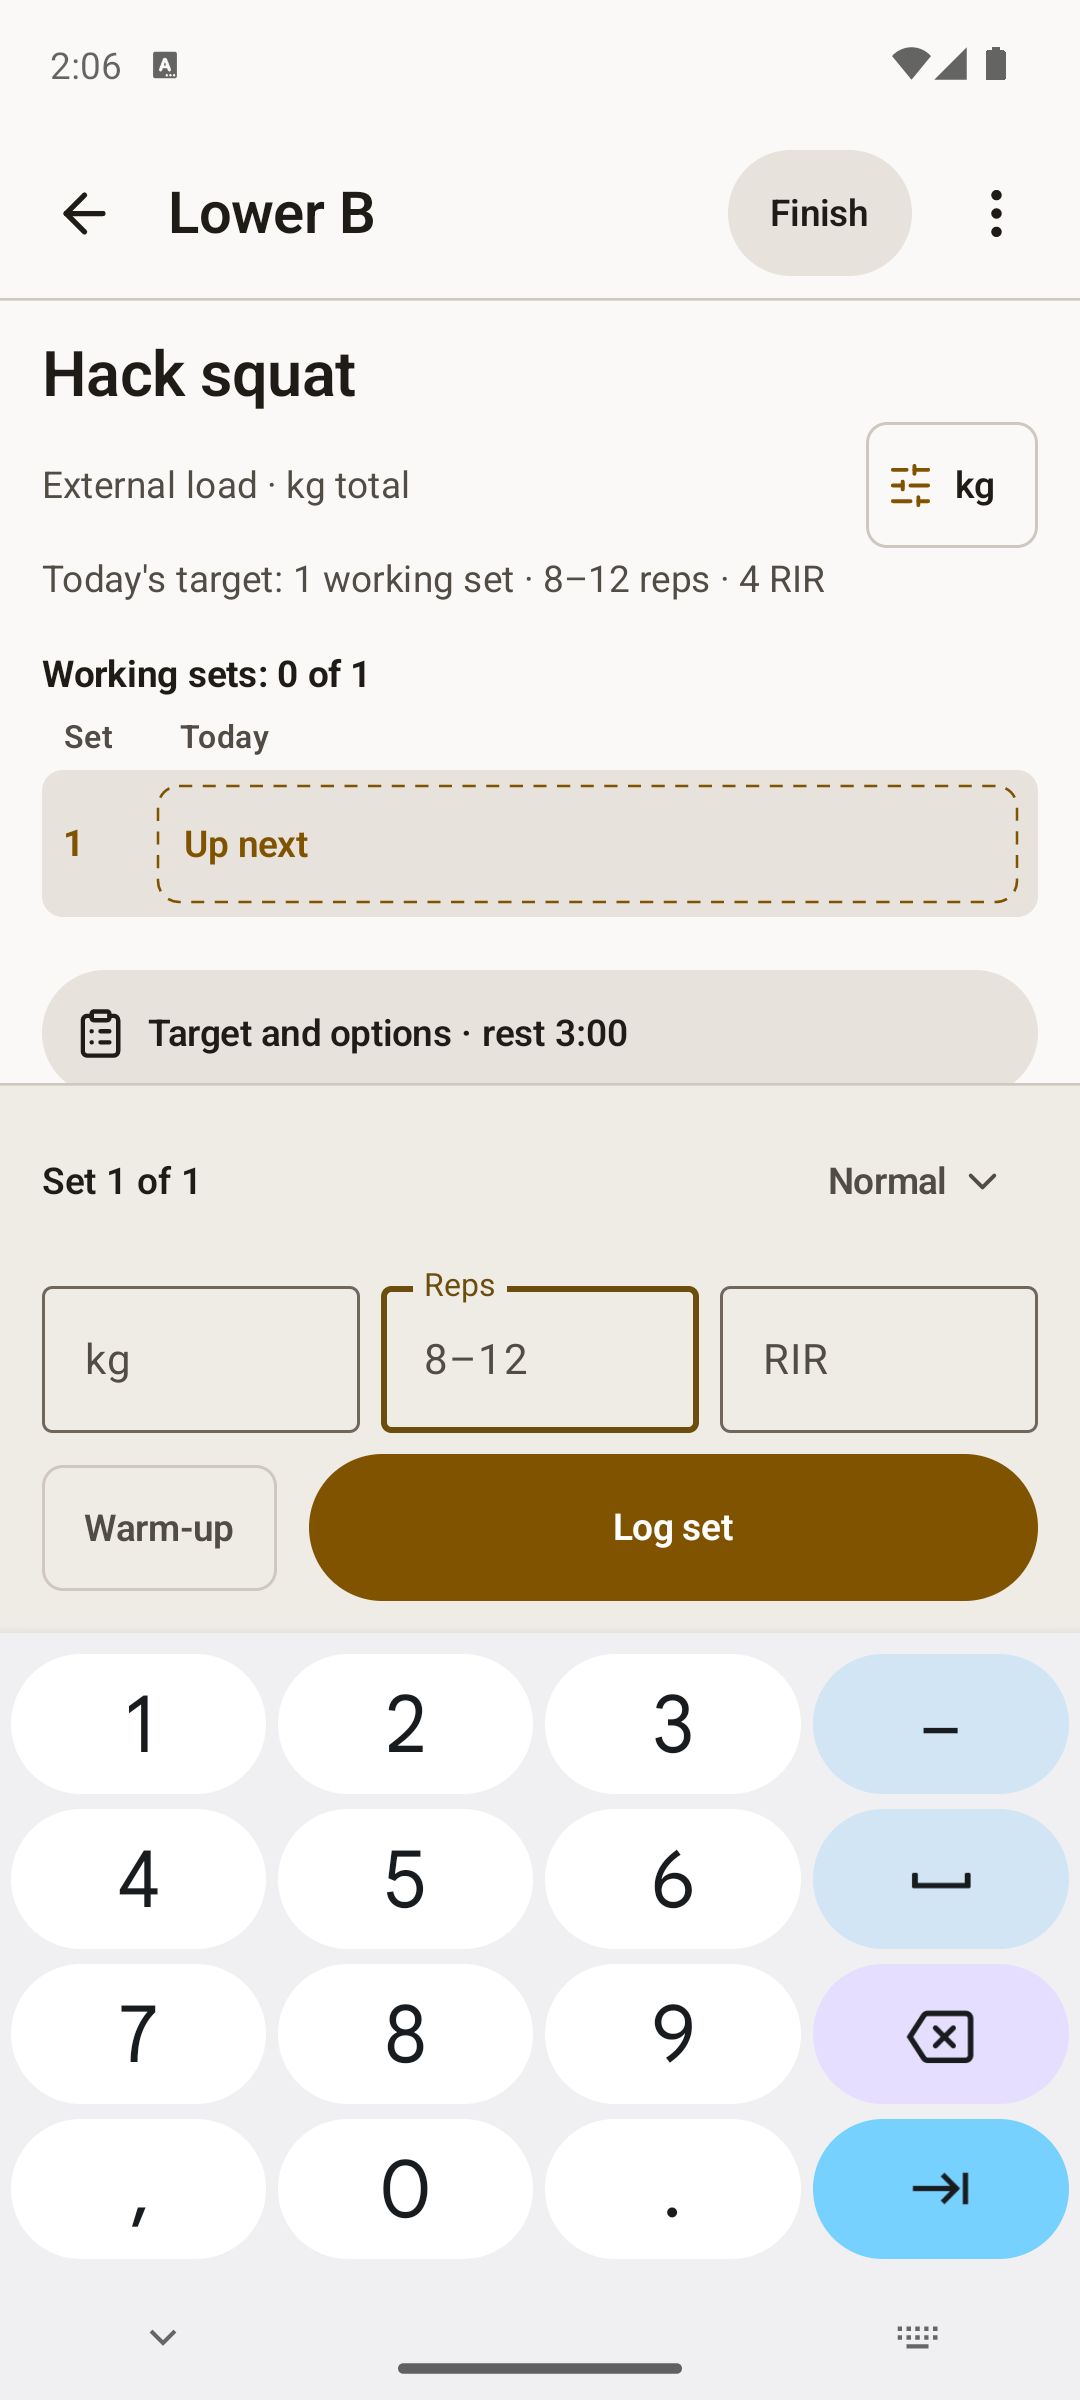 2:06
Lower B
Finish
Hack squat
External load · kg total
kg
Today's target: 1 working set · 8–12 reps · 4 RIR
Working sets: 0 of 1
Set Today
1 Up next
Target and options · rest 3:00
Set 1 of 1
Normal
Reps
kg
8–12
RIR
Warm-up
Log set
1 2 3 –
4 5 6
7 8 9
, 0 .